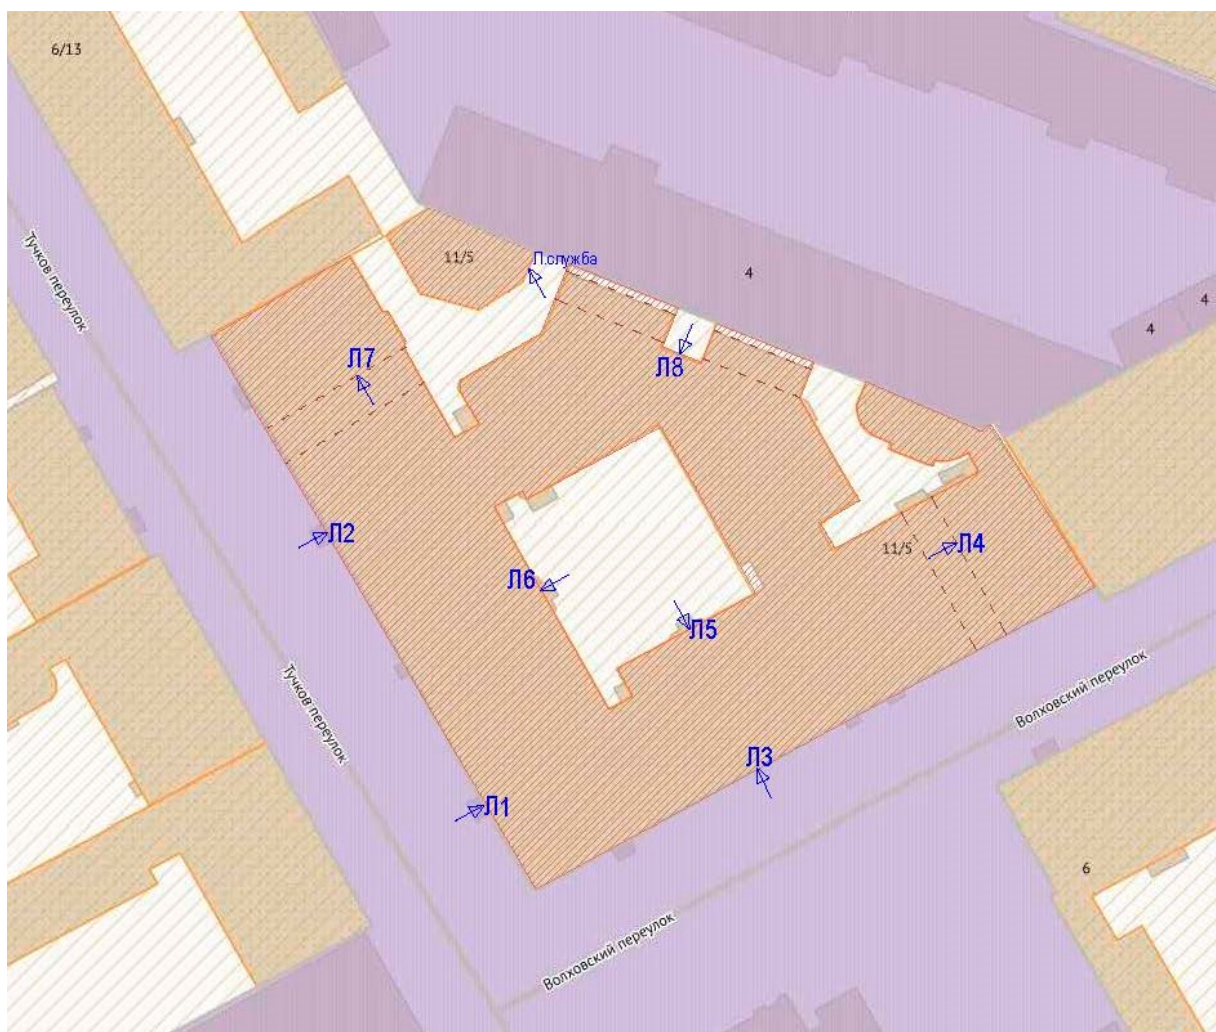 6/13
Тучков переулок
11/5
Л.служба
4
4
4
Л7
Л8
Л2
11/5
Л4
Л6
Л5
Тучков переулок
Волховский переулок
Л3
Л1
6
Волховский переулок